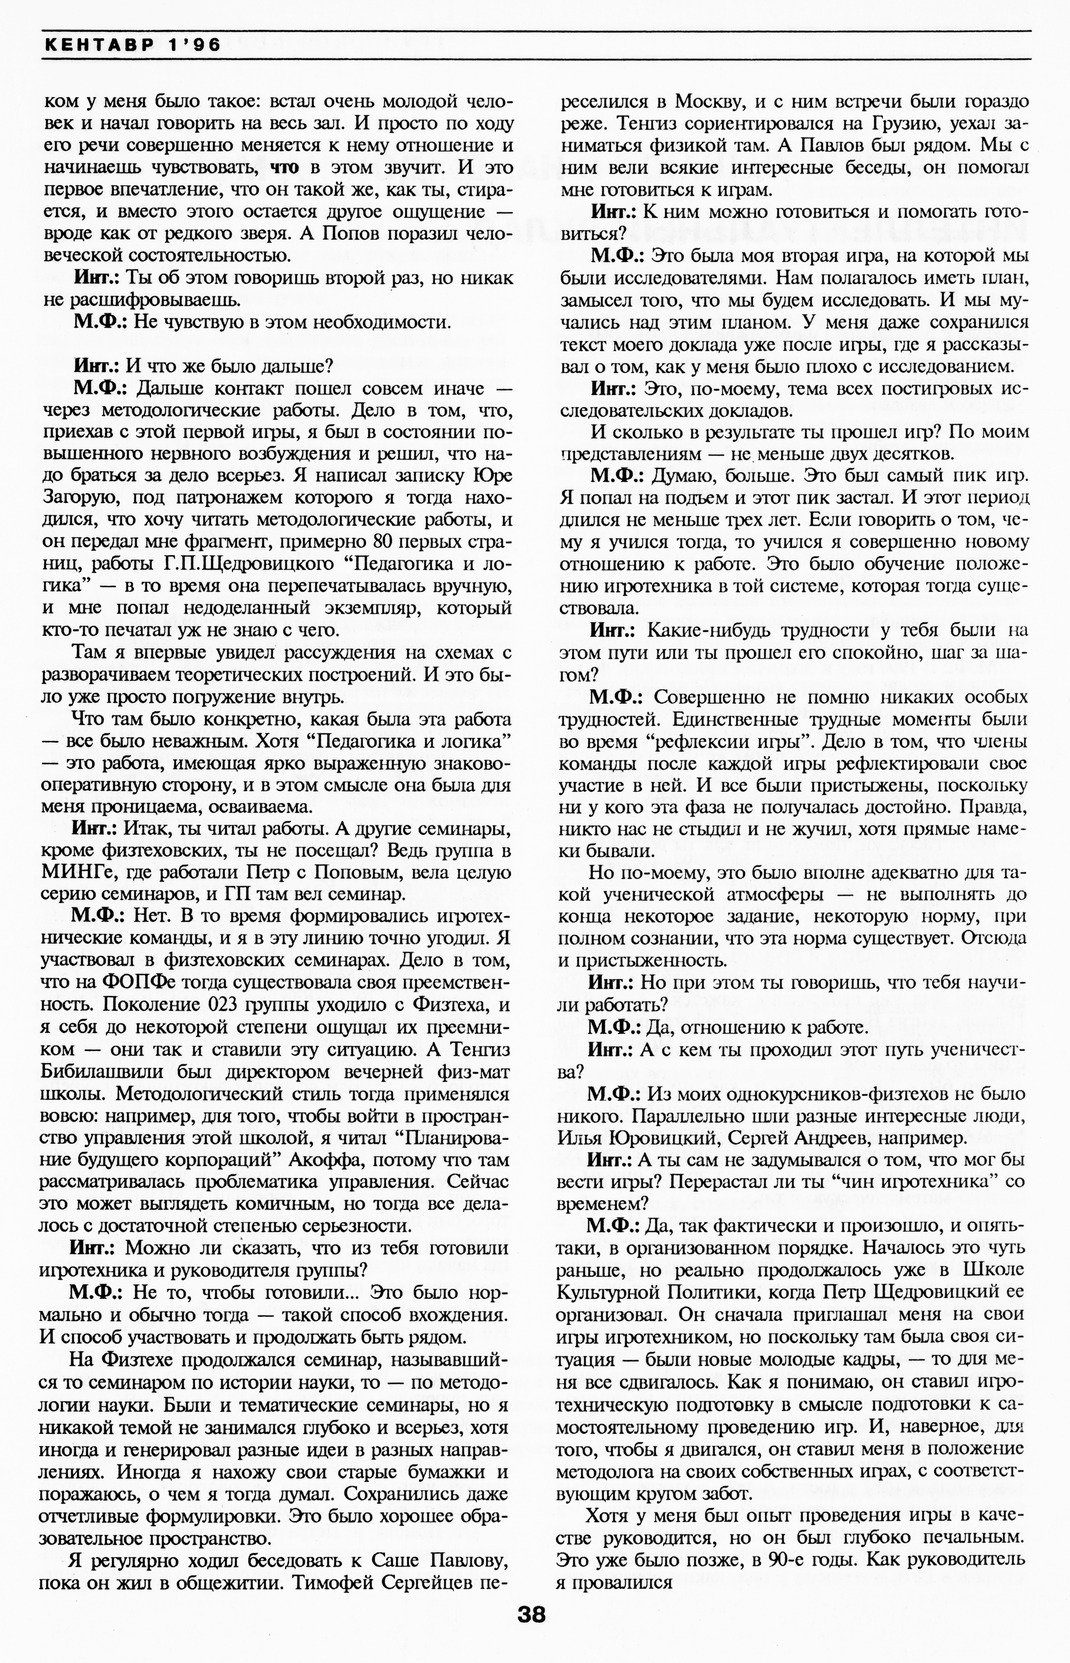 КЕНТАВР 1’96
ком у меня было такое: встал очень молодой чело-
век и начал говорить на весь зал. И просто по ходу
его речи совершенно меняется к нему отношение и
начинаешь чувствовать, что в этом звучит. И это
первое впечатление, что он такой же, как ты, стира-
ется, и вместо этого остается другое ощущение —
вроде как от редкого зверя. А Попов поразил чело-
веческой состоятельностью.
Инт.: Ты об этом говоришь второй раз, но никак
не расшифровываешь.
М.Ф.: Не чувствую в этом необходимости.
Инт.: И что же было дальше?
М.Ф.: Дальше контакт пошел совсем иначе —
через методологические работы. Дело в том, что,
приехав с этой первой игры, я был в состоянии по-
вышенного нервного возбуждения и решил, что на-
до браться за дело всерьез. Я написал записку Юре
Загорую, под патронажем которого я тогда нахо-
дился, что хочу читать методологические работы, и
он передал мне фрагмент, примерно 80 первых стра-
ниц, работы Г.П.Щедровицкого “Педагогика и ло-
гика” — в то время она перепечатывалась вручную,
и мне попал недоделанный экземпляр, который
кто-то печатал уж не знаю с чего.
Там я впервые увидел рассуждения на схемах с
разворачиваем теоретических построений. И это бы-
ло уже просто погружение внутрь.
Что там было конкретно, какая была эта работа
— все было неважным. Хотя “Педагогика и логика”
— это работа, имеющая ярко выраженную знаково-
оперативную сторону, и в этом смысле она была для
меня проницаема, осваиваема.
Инт.: Итак, ты читал работы. А другие семинары,
кроме физтеховских, ты не посещал? Ведь группа в
МИНГе, где работали Петр с Поповым, вела целую
серию семинаров, и ГП там вел семинар.
М.Ф.: Нет. В то время формировались игротех-
нические команды, и я в эту линию точно угодил. Я
участвовал в физтеховских семинарах. Дело в том,
что на ФОПФе тогда существовала своя преемствен-
ность. Поколение 023 группы уходило с Физтеха, и
я себя до некоторой степени ощущал их преемни-
ком — они так и ставили эту ситуацию. А Тенгиз
Бибилашвили был директором вечерней физ-мат
школы. Методологический стиль тогда применялся
вовсю: например, для того, чтобы войти в простран-
ство управления этой школой, я читал “Планирова-
ние будущего корпораций” Акоффа, потому что там
рассматривалась проблематика управления. Сейчас
это может выглядеть комичным, но тогда все дела-
лось с достаточной степенью серьезности.
Инт.: Можно ли сказать, что из тебя готовили
игротехника и руководителя группы?
М.Ф.: Не то, чтобы готовили... Это было нор-
мально и обычно тогда — такой способ вхождения.
И способ участвовать и продолжать быть рядом.
На Физтехе продолжался семинар, называвший-
ся то семинаром по истории науки, то — по методо-
логии науки. Были и тематические семинары, но я
никакой темой не занимался глубоко и всерьез, хотя
иногда и генерировал разные идеи в разных направ-
лениях. Иногда я нахожу свои старые бумажки и
поражаюсь, о чем я тогда думал. Сохранились даже
отчетливые формулировки. Это было хорошее обра-
зовательное пространство.
Я регулярно ходил беседовать к Саше Павлову,
пока он жил в общежитии. Тимофей Сергейцев пе-
реселился в Москву, и с ним встречи были гораздо
реже. Тенгиз сориентировался на Грузию, уехал за-
ниматься физикой там. А Павлов был рядом. Мы с
ним вели всякие интересные беседы, он помогал
мне готовиться к играм.
Инт.: К ним можно готовиться и помогать гото-
виться?
М.Ф.: Это была моя вторая игра, на которой мы
были исследователями. Нам полагалось иметь план,
замысел того, что мы будем исследовать. И мы му-
чались над этим планом. У меня даже сохранился
текст моего доклада уже после игры, где я рассказы-
вал о том, как у меня было плохо с исследованием.
Инт.: Это, по-моему, тема всех постигровых ис-
следовательских докладов.
И сколько в результате ты прошел игр? По моим
представлениям — не меньше двух десятков.
М.Ф.: Думаю, больше. Это был самый пик игр.
Я попал на подъем и этот пик застал. И этот период
длился не меньше трех лет. Если говорить о том, че-
му я учился тогда, то учился я совершенно новому
отношению к работе. Это было обучение положе-
нию игротехника в той системе, которая тогда суще-
ствовала.
Инт.: Какие-нибудь трудности у тебя были на
этом пути или ты прошел его спокойно, шаг за ша-
гом?
М.Ф.: Совершенно не помню никаких особых
трудностей. Единственные трудные моменты были
во время “рефлексии игры”. Дело в том, что члены
команды после каждой игры рефлектировали свое
участие в ней. И все были пристыжены, поскольку
ни у кого эта фаза не получалась достойно. Правда,
никто нас не стыдил и не жучил, хотя прямые наме-
ки бывали.
Но по-моему, это было вполне адекватно для та-
кой ученической атмосферы — не выполнять до
конца некоторое задание, некоторую норму, при
полном сознании, что эта норма существует. Отсюда
и пристыженность.
Инт.: Но при этом ты говоришь, что тебя научи-
ли работать?
М.Ф.: Да, отношению к работе.
Инт.: А с кем ты проходил этот путь ученичест-
ва?
М.Ф.: Из моих однокурсников-физтехов не было
никого. Параллельно шли разные интересные люди,
Илья Юровицкий, Сергей Андреев, например.
Инт.: А ты сам не задумывался о том, что мог бы
вести игры? Перерастал ли ты “чин игротехника” со
временем?
М.Ф.: Да, так фактически и произошло, и опять-
таки, в организованном порядке. Началось это чуть
раньше, но реально продолжалось уже в Школе
Культурной Политики, когда Петр Щедровицкий ее
организовал. Он сначала приглашал меня на свои
игры игротехником, но поскольку там была своя си-
туация — были новые молодые кадры, — то для ме-
ня все сдвигалось. Как я понимаю, он ставил игро-
техническую подготовку в смысле подготовки к са-
мостоятельному проведению игр. И, наверное, для
того, чтобы я двигался, он ставил меня в положение
методолога на своих собственных играх, с соответст-
вующим кругом забот.
Хотя у меня был опыт проведения игры в каче-
стве руководится, но он был глубоко печальным.
Это уже было позже, в 90-е годы. Как руководитель
я провалился
38